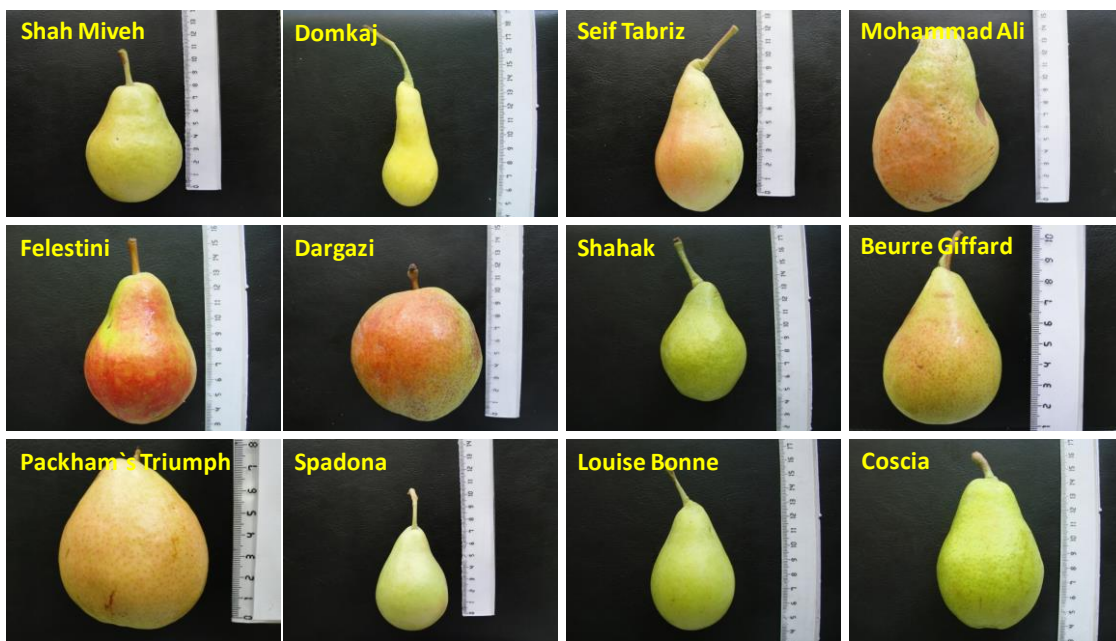 Shah Miveh
Domkaj
Seif Tabriz
Mohammad Ali
Felestini
Dargazi
Shahak
Beurre Giffard
Packham`s Triumph
Spadona
Louise Bonne
Coscia